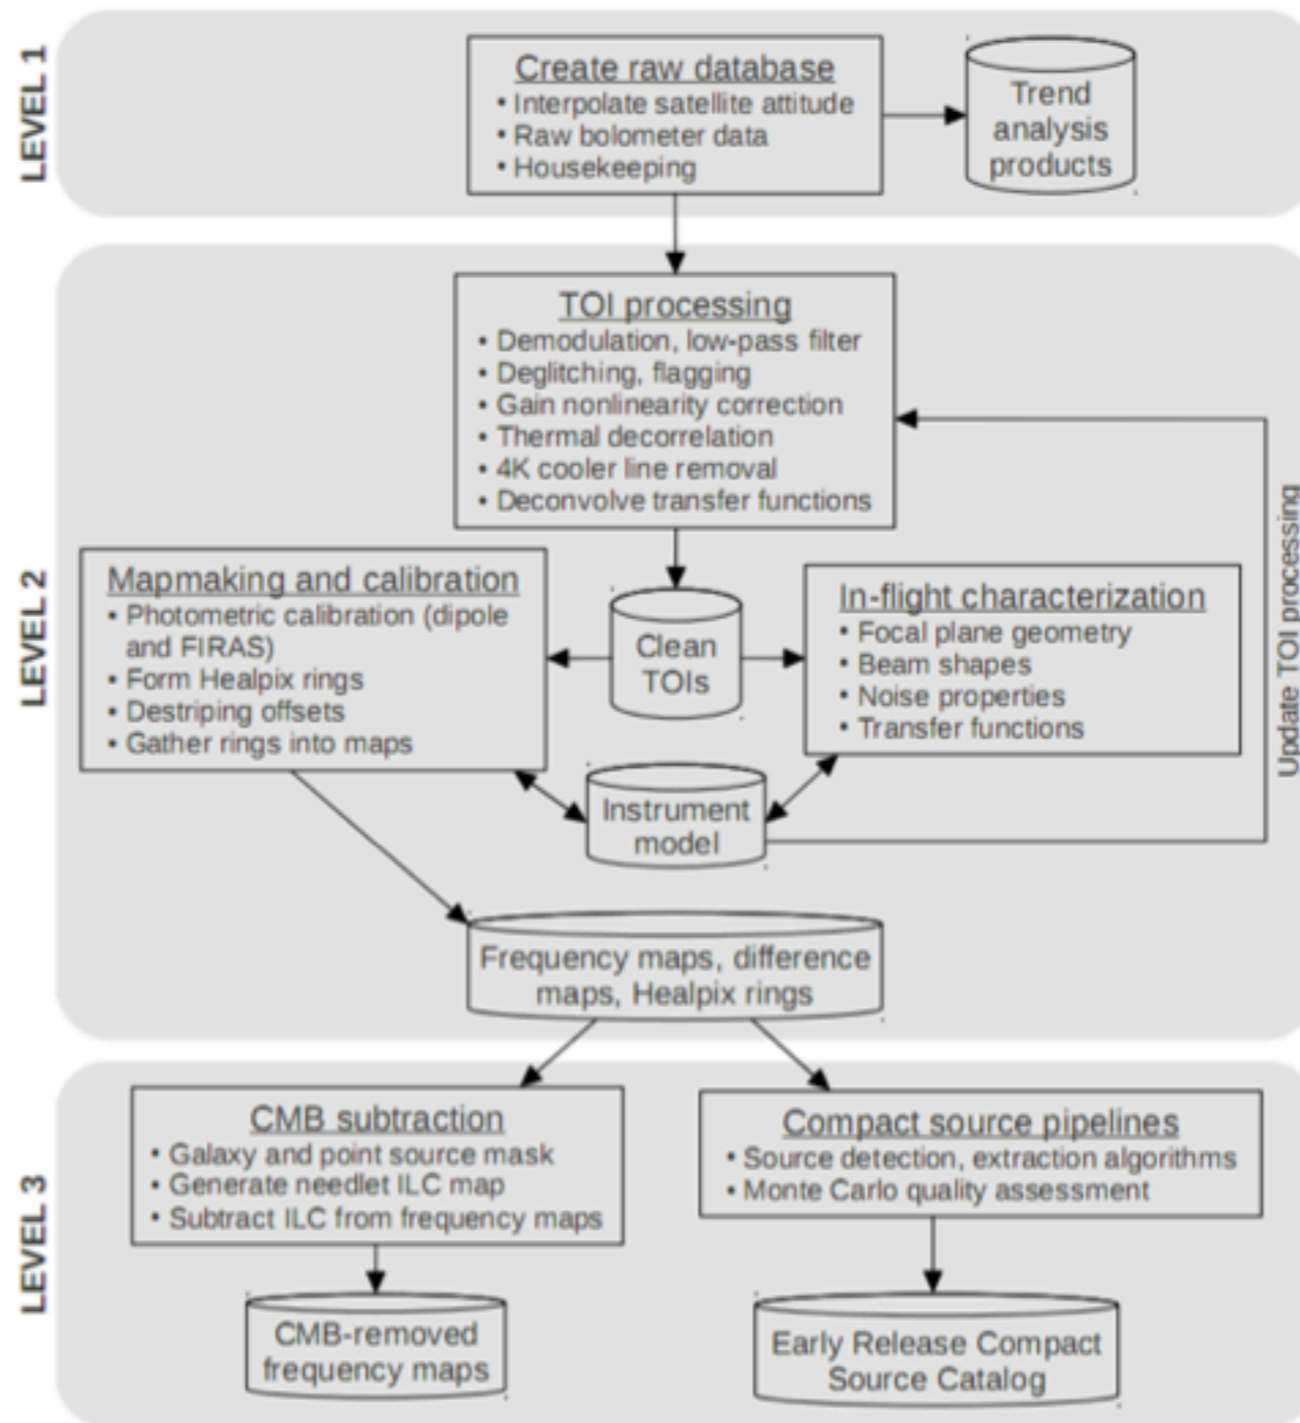 LEVEL 1
Create raw database
• Interpolate satellite attitude
• Raw bolometer data
• Housekeeping
Trend
analysis
products
LEVEL 2
TOI processing
• Demodulation, low-pass filter
• Deglitching, flagging
• Gain nonlinearity correction
• Thermal decorrelation
• 4K cooler line removal
• Deconvolve transfer functions
Mapmaking and calibration
• Photometric calibration (dipole
and FIRAS)
• Form Healpix rings
• Destriping offsets
• Gather rings into maps
Clean
TOIs
In-flight characterization
• Focal plane geometry
• Beam shapes
• Noise properties
• Transfer functions
Update TOI processing
Instrument
model
Frequency maps, difference
maps, Healpix rings
LEVEL 3
CMB subtraction
• Galaxy and point source mask
• Generate needlet ILC map
• Subtract ILC from frequency maps
Compact source pipelines
• Source detection, extraction algorithms
• Monte Carlo quality assessment
CMB-removed
frequency maps
Early Release Compact
Source Catalog